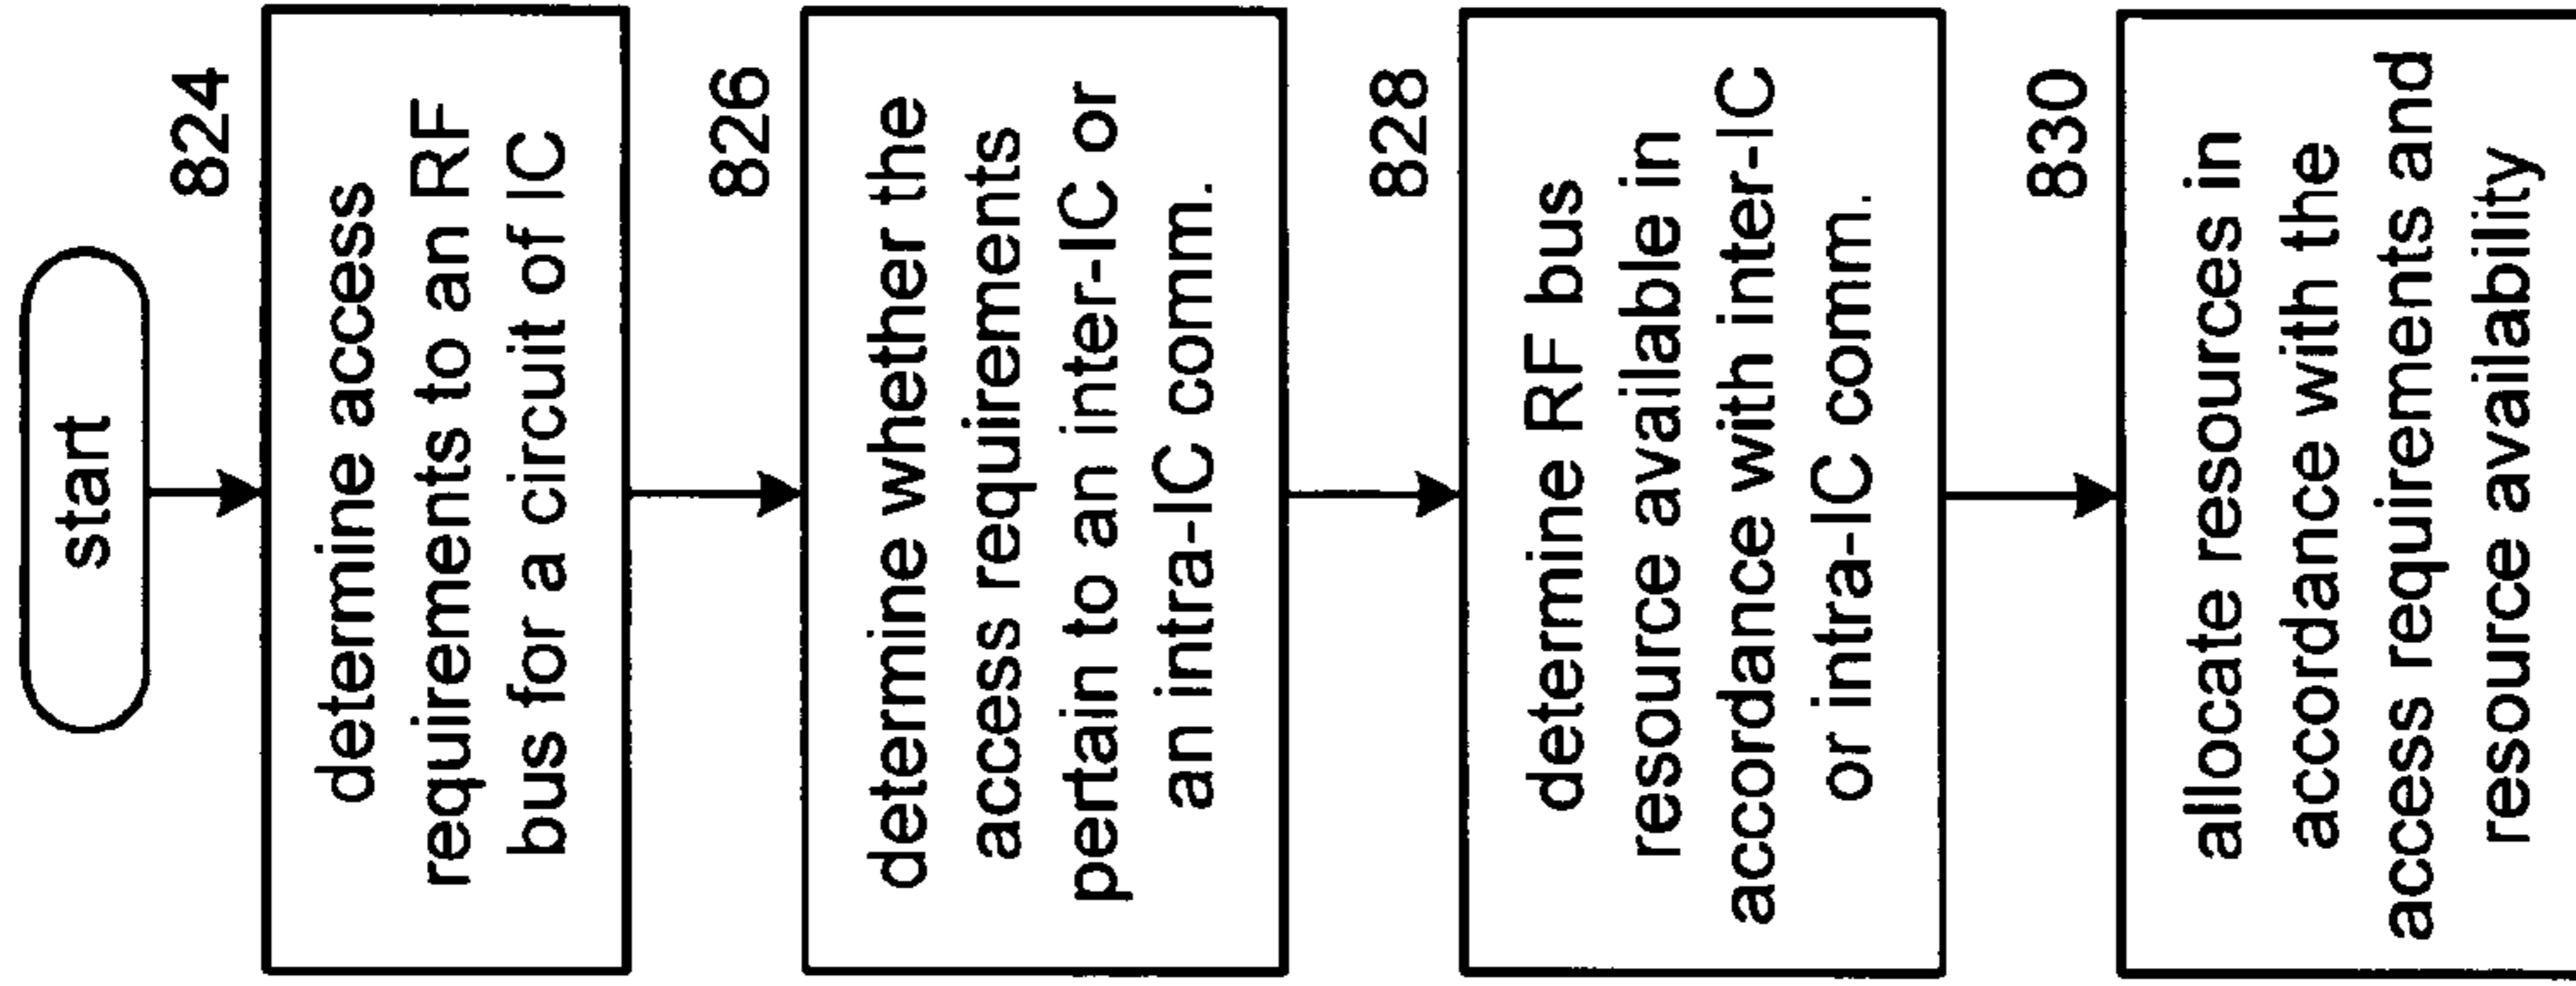 start
824
determine access
requirements to an RF
bus for a circuit of IC
826
determine whether the
access requirements
pertain to an inter-IC or
an intra-IC comm.
828
determine RF bus
resource available in
accordance with inter-IC
or intra-IC comm.
830
allocate resources in
accordance with the
access requirements and
resource availability